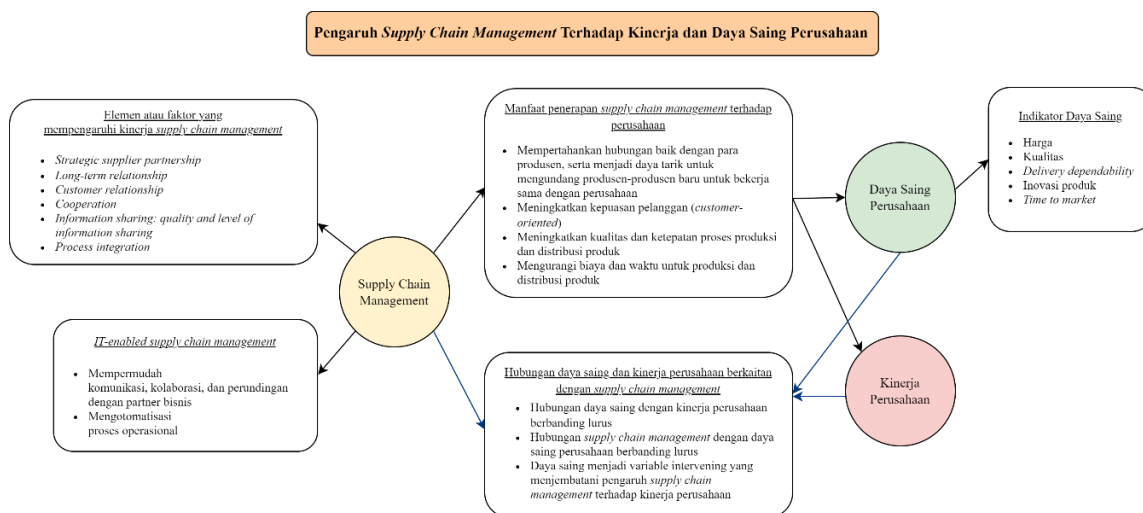 Pengaruh Supply Chain Management Terhadap Kinerja dan Daya Saing Perusahaan
Elemen atau faktor yang
mempengaruhi kinerja supply chain management
• Strategic supplier partnership
• Long-term relationship
• Customer relationship
• Cooperation
• Information sharing: quality and level of
information sharing
• Process integration
IT-enabled supply chain management
• Mempermudah
komunikasi, kolaborasi, dan perundingan
dengan partner bisnis
• Mengotomatisasi
proses operasional
Supply Chain
Management
Manfaat penerapan supply chain management terhadap
perusahaan
• Mempertahankan hubungan baik dengan para
produsen, serta menjadi daya tarik untuk
mengundang produsen-produsen baru untuk bekerja
sama dengan perusahaan
• Meningkatkan kepuasan pelanggan (customer-
oriented)
• Meningkatkan kualitas dan ketepatan proses produksi
dan distribusi produk
• Mengurangi biaya dan waktu untuk produksi dan
distribusi produk
Hubungan daya saing dan kinerja perusahaan berkaitan
dengan supply chain management
• Hubungan daya saing dengan kinerja perusahaan
berbanding lurus
• Hubungan supply chain management dengan daya
saing perusahaan berbanding lurus
• Daya saing menjadi variable intervening yang
menjembatani pengaruh supply chain
management terhadap kinerja perusahaan
Daya Saing
Perusahaan
Kinerja
Perusahaan
Indikator Daya Saing
• Harga
• Kualitas
• Delivery dependability
• Inovasi produk
• Time to market